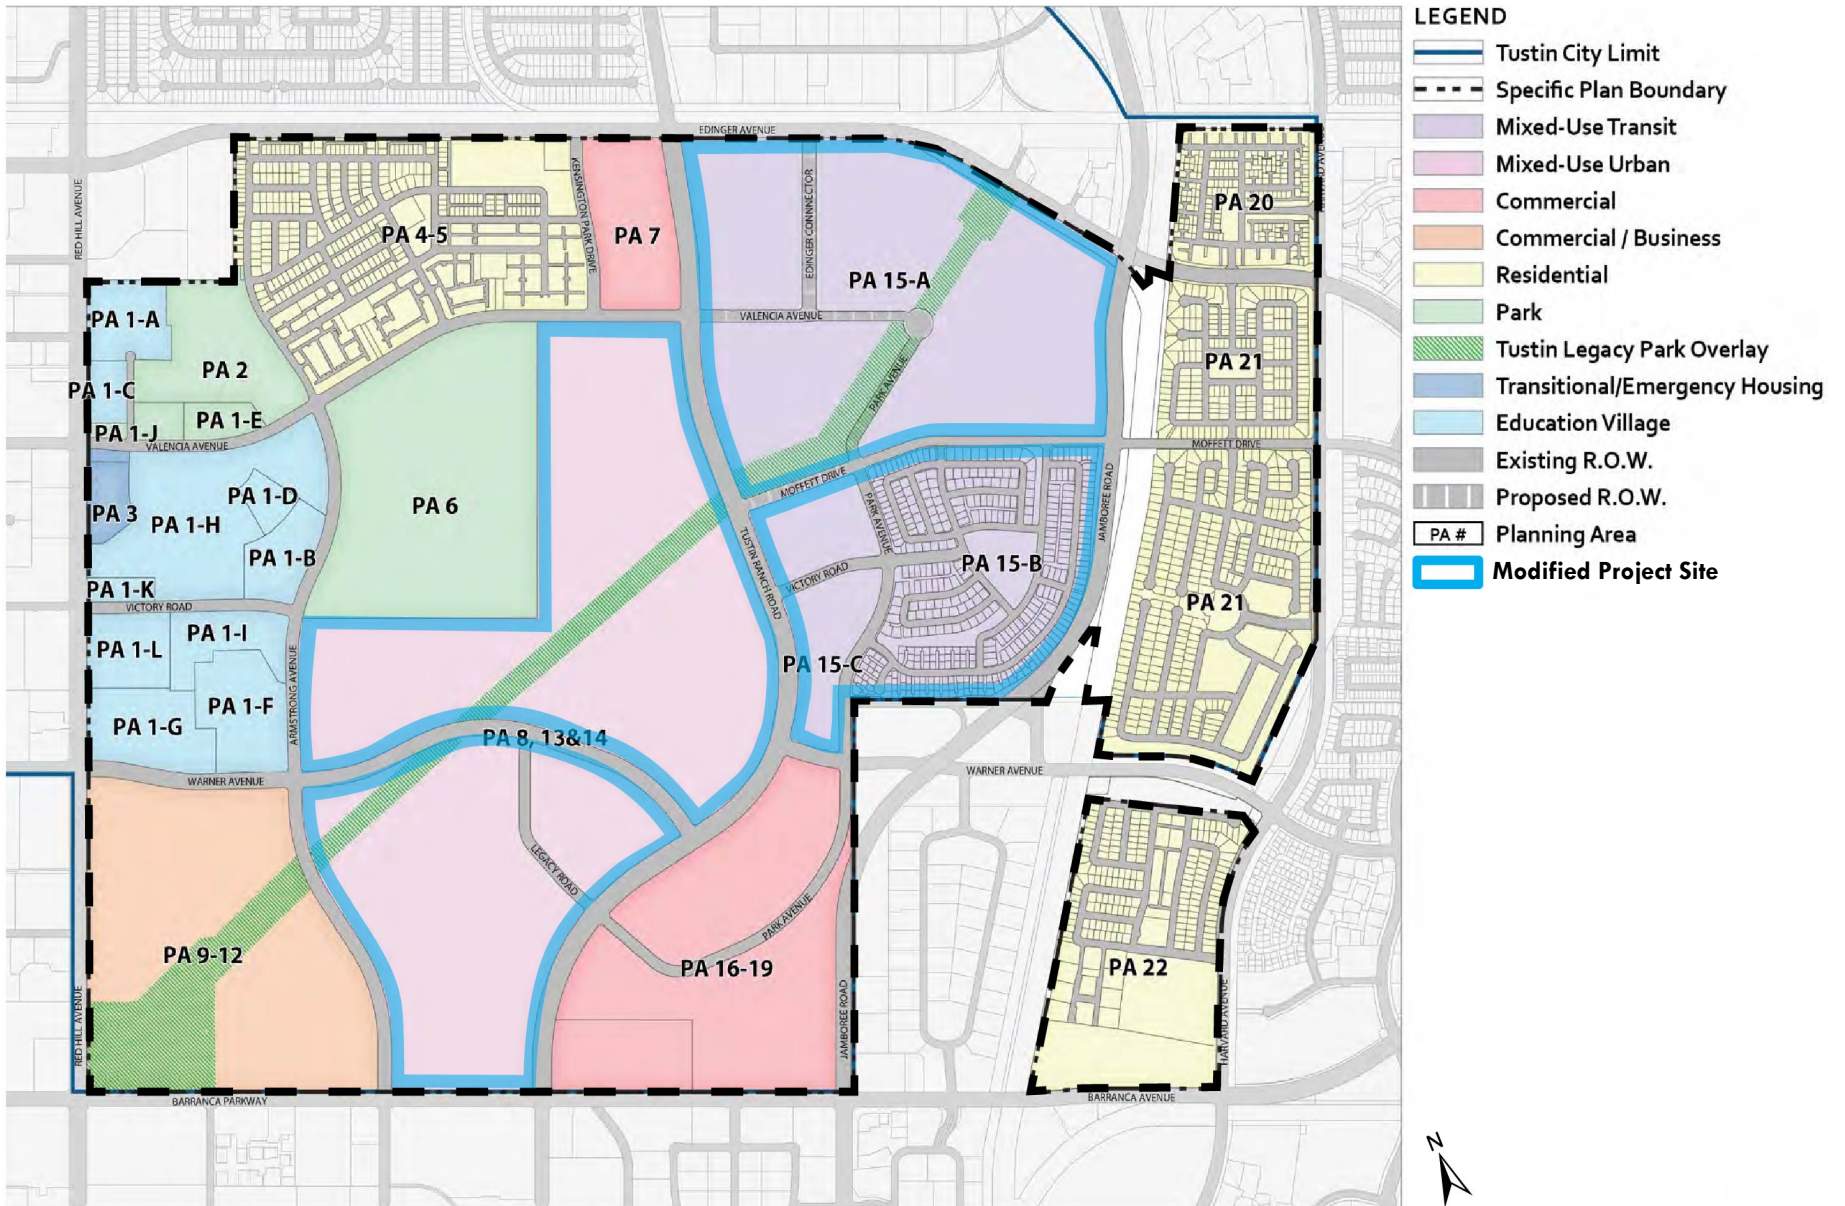 LEGEND
Tustin City Limit
Specific Plan Boundary
Mixed-Use Transit
Mixed-Use Urban
Commercial
Commercial / Business
Residential
Park
Tustin Legacy Park Overlay
Transitional/Emergency Housing
Education Village
Existing R.O.W.
Proposed R.O.W.
PA # Planning Area
Modified Project Site
EDINGER AVENUE
RED HILL AVENUE
KENSINGTON PARK DRIVE
EDINGER CONNNECTOR
PA 20
PA 4-5
PA 7
PA 15-A
PA 1-A
VALENCIA AVENUE
PA 2
PA 21
PA 1-C
PARK AVENUE
PA 1-E
PA 1-J
VALENCIA AVENUE
MOFFETT DRIVE
MOFFETT DRIVE
PA 1-D
PA 6
PA 3
PA 1-H
PARK AVENUE
JAMBOREE ROAD
TUSTIN RANCH ROAD
PA 1-B
PA 15-B
VICTORY ROAD
PA 1-K
VICTORY ROAD
PA 21
PA 1-I
PA 1-L
PA 15-C
ARMSTRONG AVENUE
PA 1-F
PA 1-G
PA 8, 13&14
WARNER AVENUE
WARNER AVENUE
LEGACY ROAD
PARK AVENUE
PA 9-12
PA 16-19
PA 22
RED HILL AVENUE
JAMBOREE ROAD
HARVARD AVENUE
BARRANCA PARKWAY
BARRANCA AVENUE
N